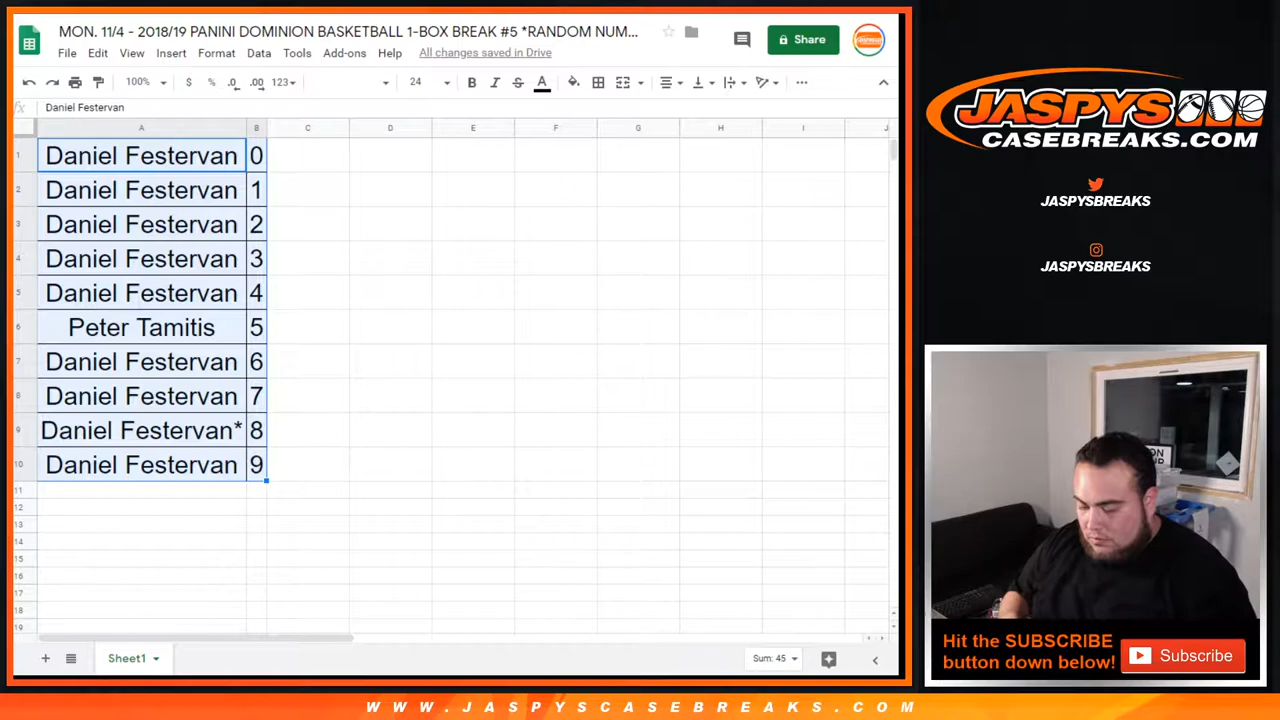 MON. 11/4 - 2018/19 PANINI DOMINION BASKETBALL 1-BOX BREAK #5 *RANDOM NUM...
File Edit View Insert Format Data Tools Add-ons Help All changes saved in Drive
Share
100% $ % .0 .00 123 24 B I S A
fx Daniel Festervan
A B C D E F G H I J
1 Daniel Festervan 0
2 Daniel Festervan 1
3 Daniel Festervan 2
4 Daniel Festervan 3
5 Daniel Festervan 4
6 Peter Tamitis 5
7 Daniel Festervan 6
8 Daniel Festervan 7
9 Daniel Festervan* 8
10 Daniel Festervan 9
11
12
13
14
15
16
17
18
19
Sheet1
Sum: 45
JASPYS
CASEBREAKS.COM
JASPYSBREAKS
JASPYSBREAKS
Hit the SUBSCRIBE
button down below!
Subscribe
WWW.JASPYSCASEBREAKS.COM